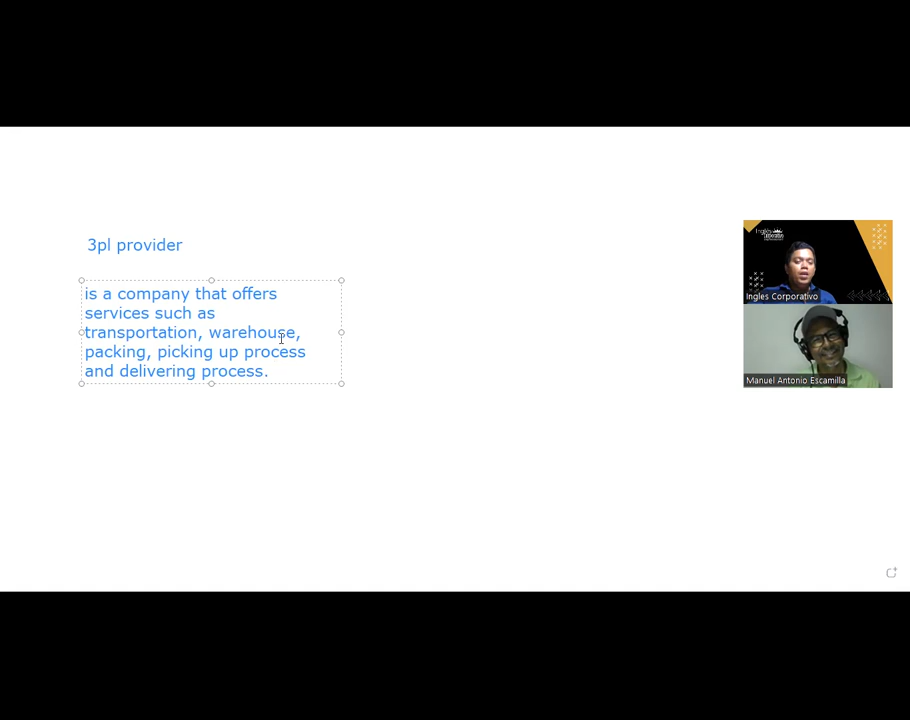 3pl provider
is a company that offers
services such as
transportation, warehouse,
packing, picking up process
and delivering process.
Ingles Corporativo
Manuel Antonio Escamilla